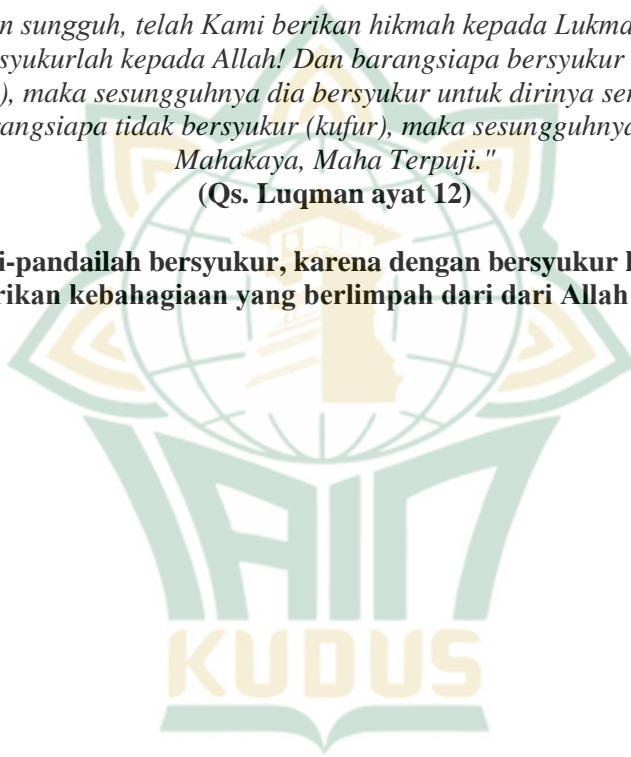 n sungguh, telah Kami berikan hikmah kepada Lukma
syukurlah kepada Allah! Dan barangsiapa bersyukur
), maka sesungguhnya dia bersyukur untuk dirinya ser
rangsiapa tidak bersyukur (kufur), maka sesungguhnya
Mahakaya, Maha Terpuji."
(Qs. Luqman ayat 12)
i-pandailah bersyukur, karena dengan bersyukur
rikan kebahagiaan yang berlimpah dari dari Allah
IAIN
KUDUS